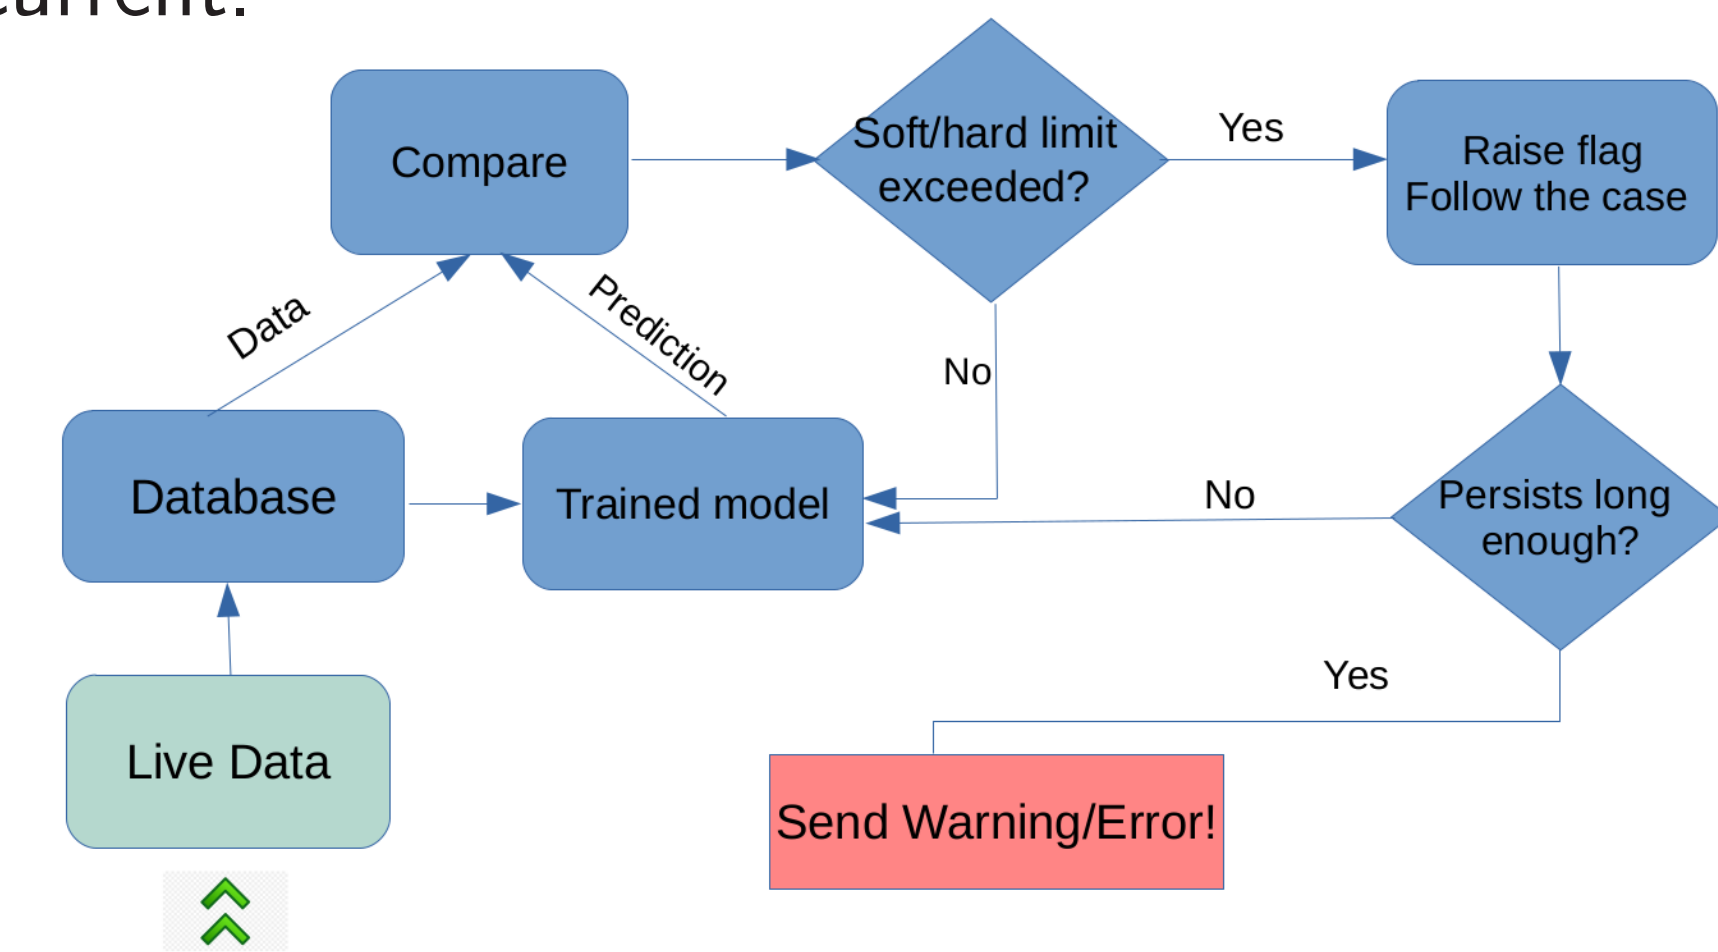 current.
Compare
Soft/hard limit
exceeded?
Yes
Raise flag
Follow the case
Data
Prediction
No
Database
Trained model
No
Persists long
enough?
Live Data
Yes
Send Warning/Error!